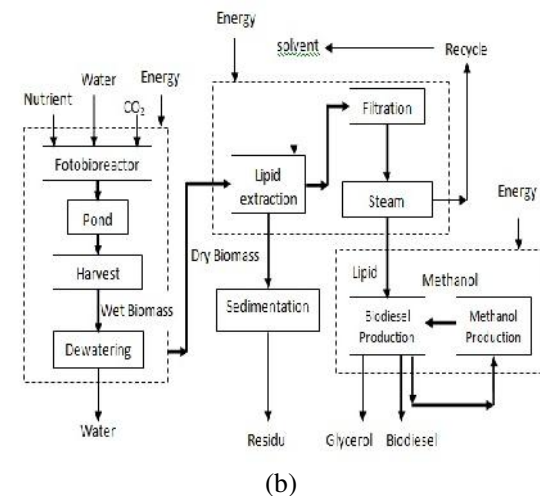 Energy
solvent
Recycle
Water
Energy
Nutrient
CO2
Fotobioreactor
Pond
Harvest
Wet Biomass
Dewatering
Water
Filtration
Lipid
extraction
Steam
Dry Biomass
Sedimentation
Residu
Energy
Lipid
Methanol
Biodiesel
Production
Methanol
Production
Glycerol
Biodiesel
(b)